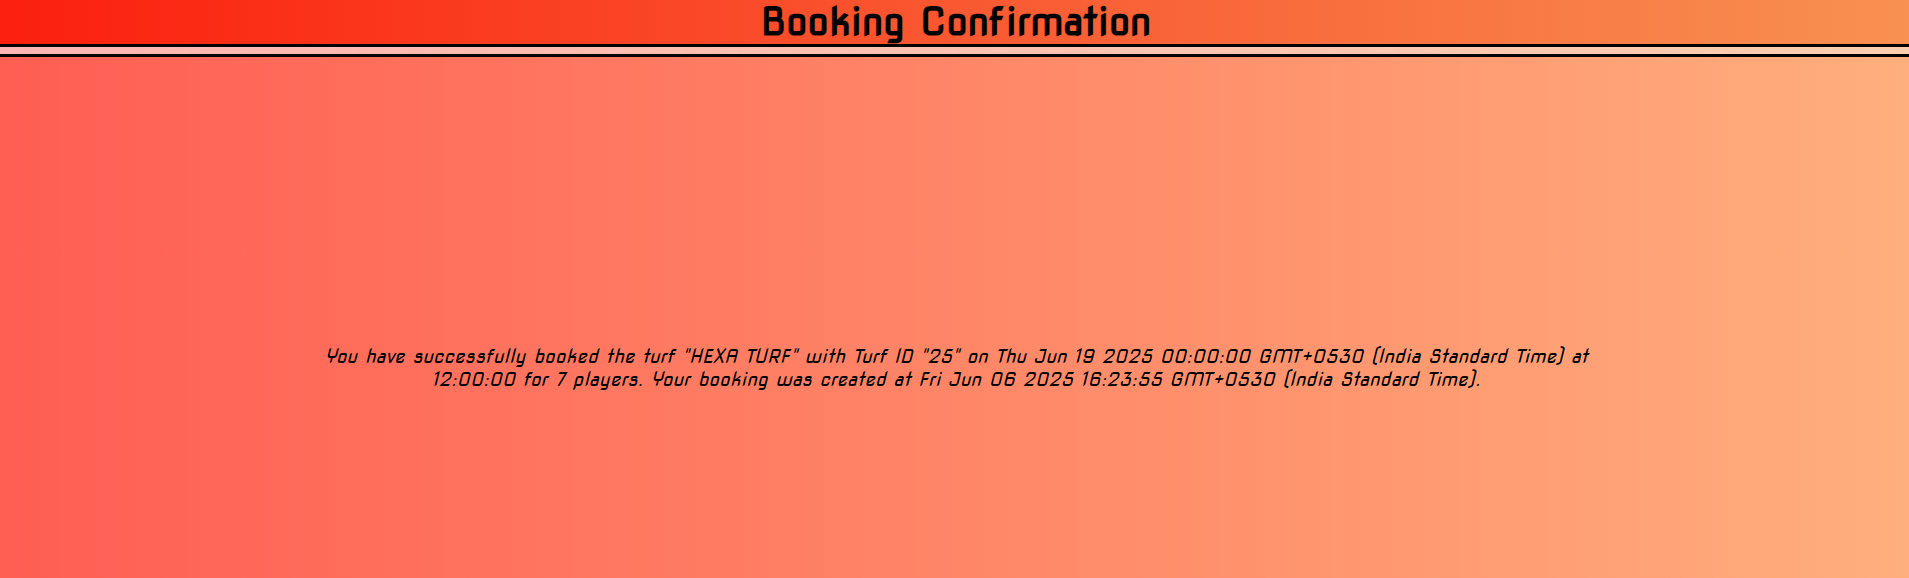 Booking Confirmation
You have successfully booked the turf "HEXA TURF" with Turf ID "25" on Thu Jun 19 2025 00:00:00 GMT+0530 (India Standard Time) at
12:00:00 for 7 players. Your booking was created at Fri Jun 06 2025 16:23:55 GMT+0530 (India Standard Time).